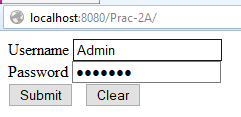 localhost:8080/Prac-2A/
Username Admin
Password •••••••
Submit Clear